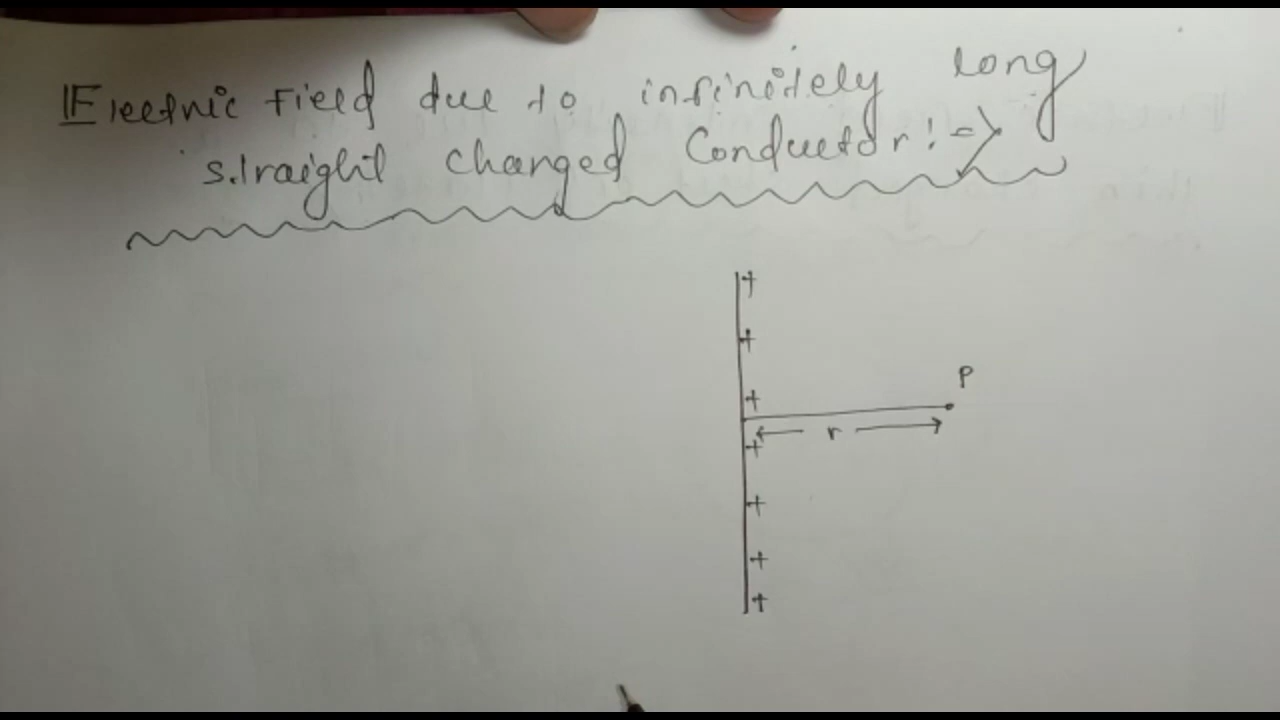 Electric Field due to infinitely long
straight charged Conductor :=>
P
r
+
+
+
+
+
+
+